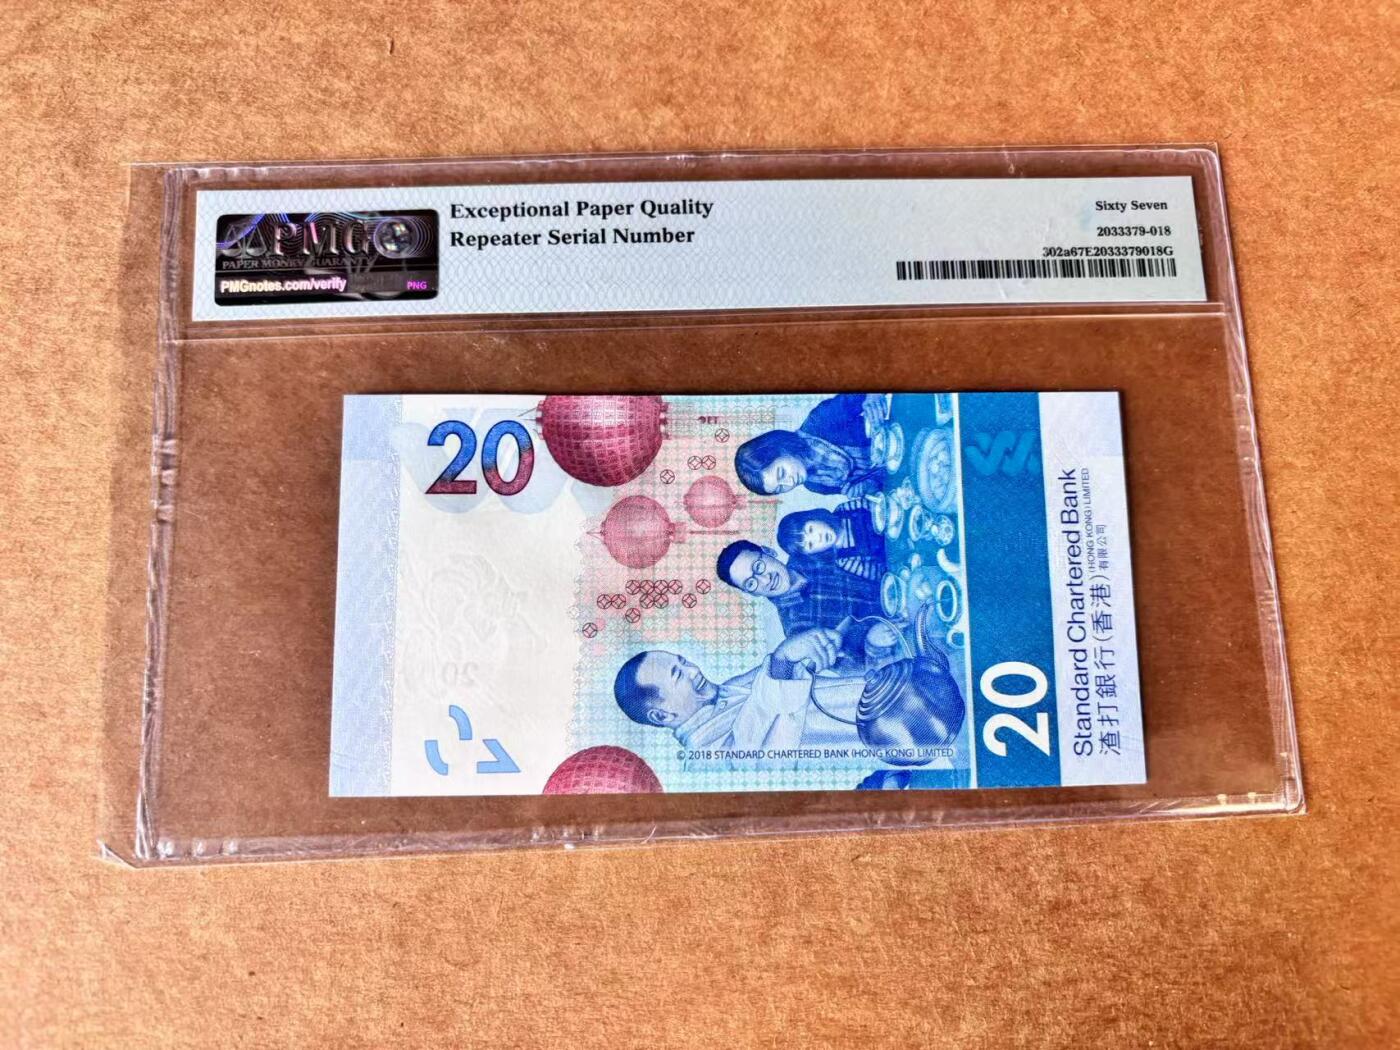 PMG
PAPER MONEY GUARANTY
PMGnotes.com/verify
PNG
Exceptional Paper Quality
Repeater Serial Number
Sixty Seven
2033379-018
302a67E2033379018G
20
20
© 2018 STANDARD CHARTERED BANK (HONG KONG) LIMITED
20
Standard Chartered Bank
(HONG KONG) LIMITED
渣打銀行(香港)有限公司